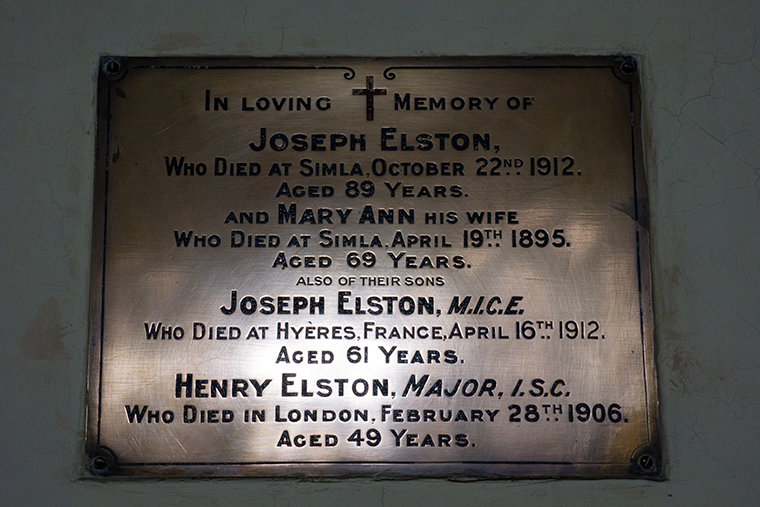 IN LOVING MEMORY OF
JOSEPH ELSTON,
WHO DIED AT SIMLA, OCTOBER 22ND. 1912.
AGED 89 YEARS.
AND MARY ANN HIS WIFE
WHO DIED AT SIMLA, APRIL 19TH. 1895.
AGED 69 YEARS.
ALSO OF THEIR SONS
JOSEPH ELSTON, M.I.C.E.
WHO DIED AT HYÈRES, FRANCE, APRIL 16TH. 1912.
AGED 61 YEARS.
HENRY ELSTON, MAJOR, I.S.C.
WHO DIED IN LONDON, FEBRUARY 28TH. 1906.
AGED 49 YEARS.